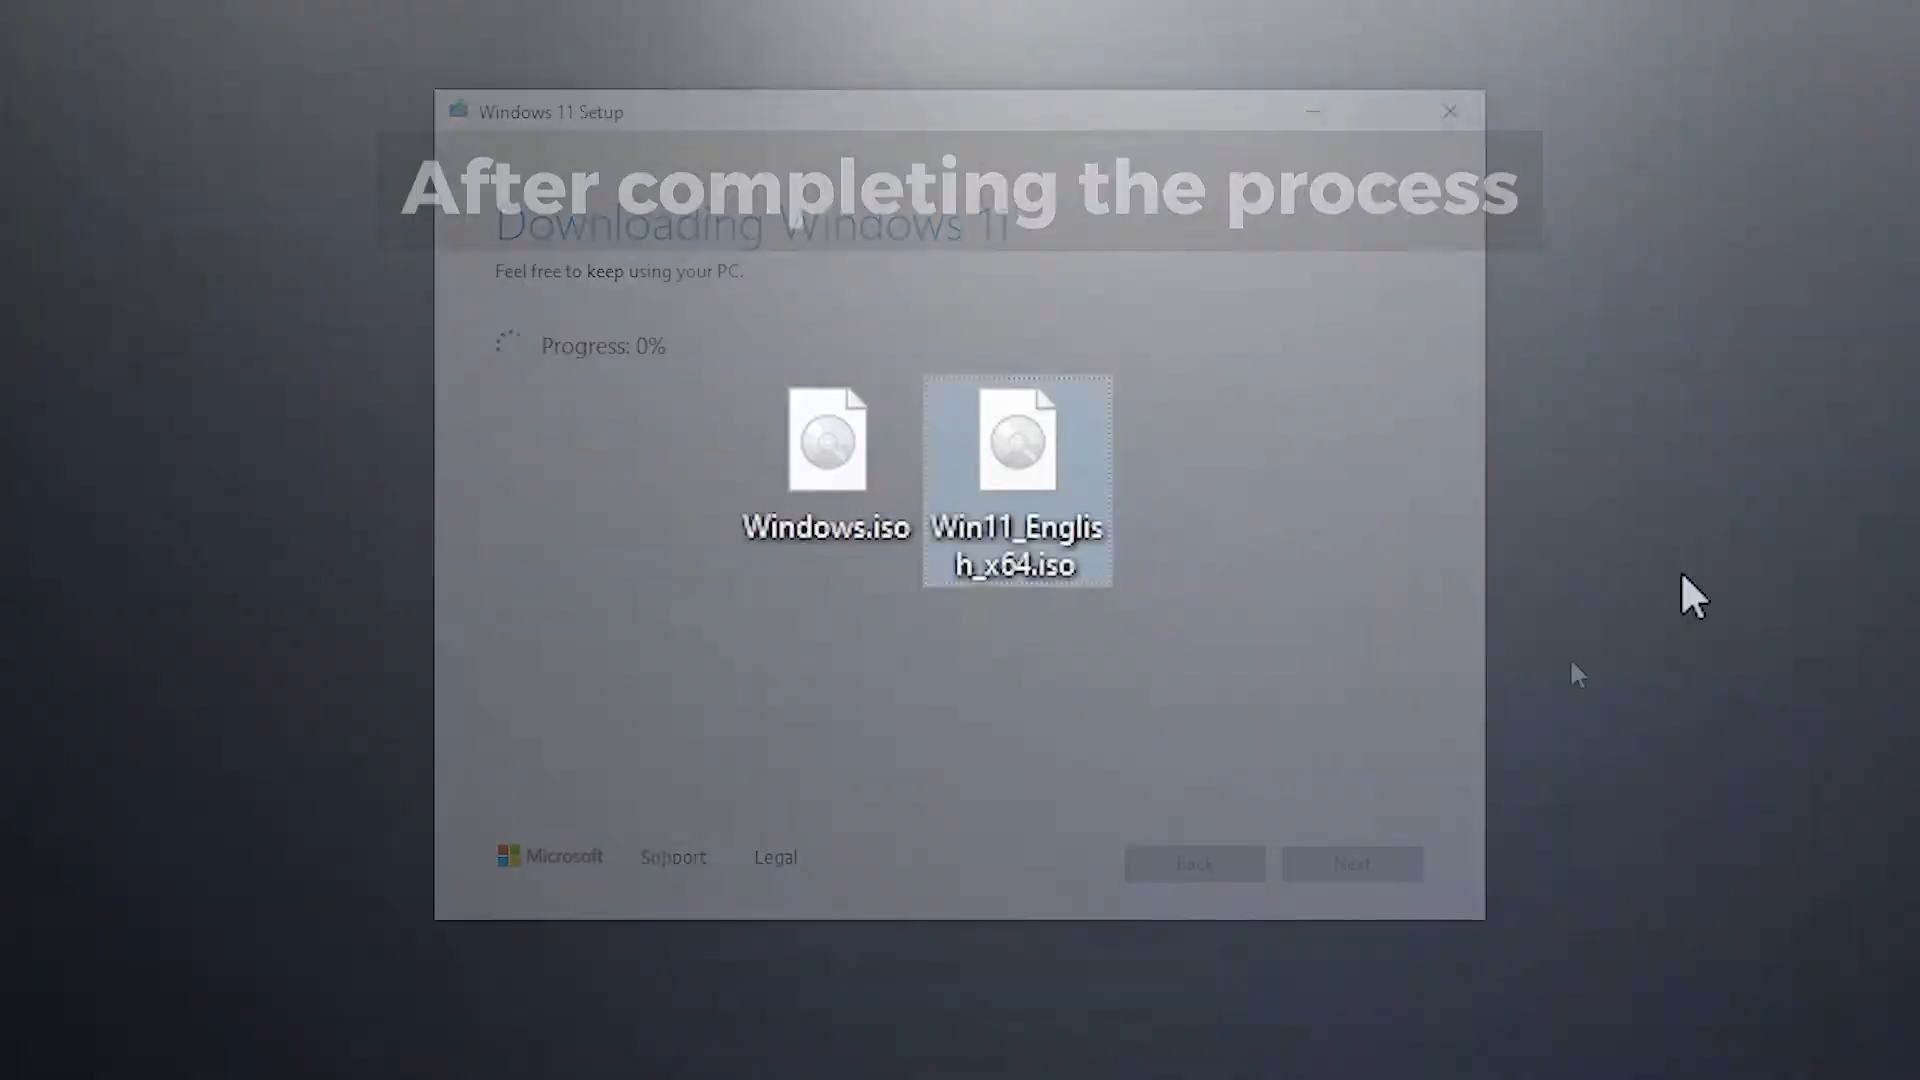 Windows 11 Setup
After completing the process
Downloading Windows 11
Feel free to keep using your PC.
Progress: 0%
Windows.iso
Win11_Englis
h_x64.iso
Microsoft
Support
Legal
Back
Next